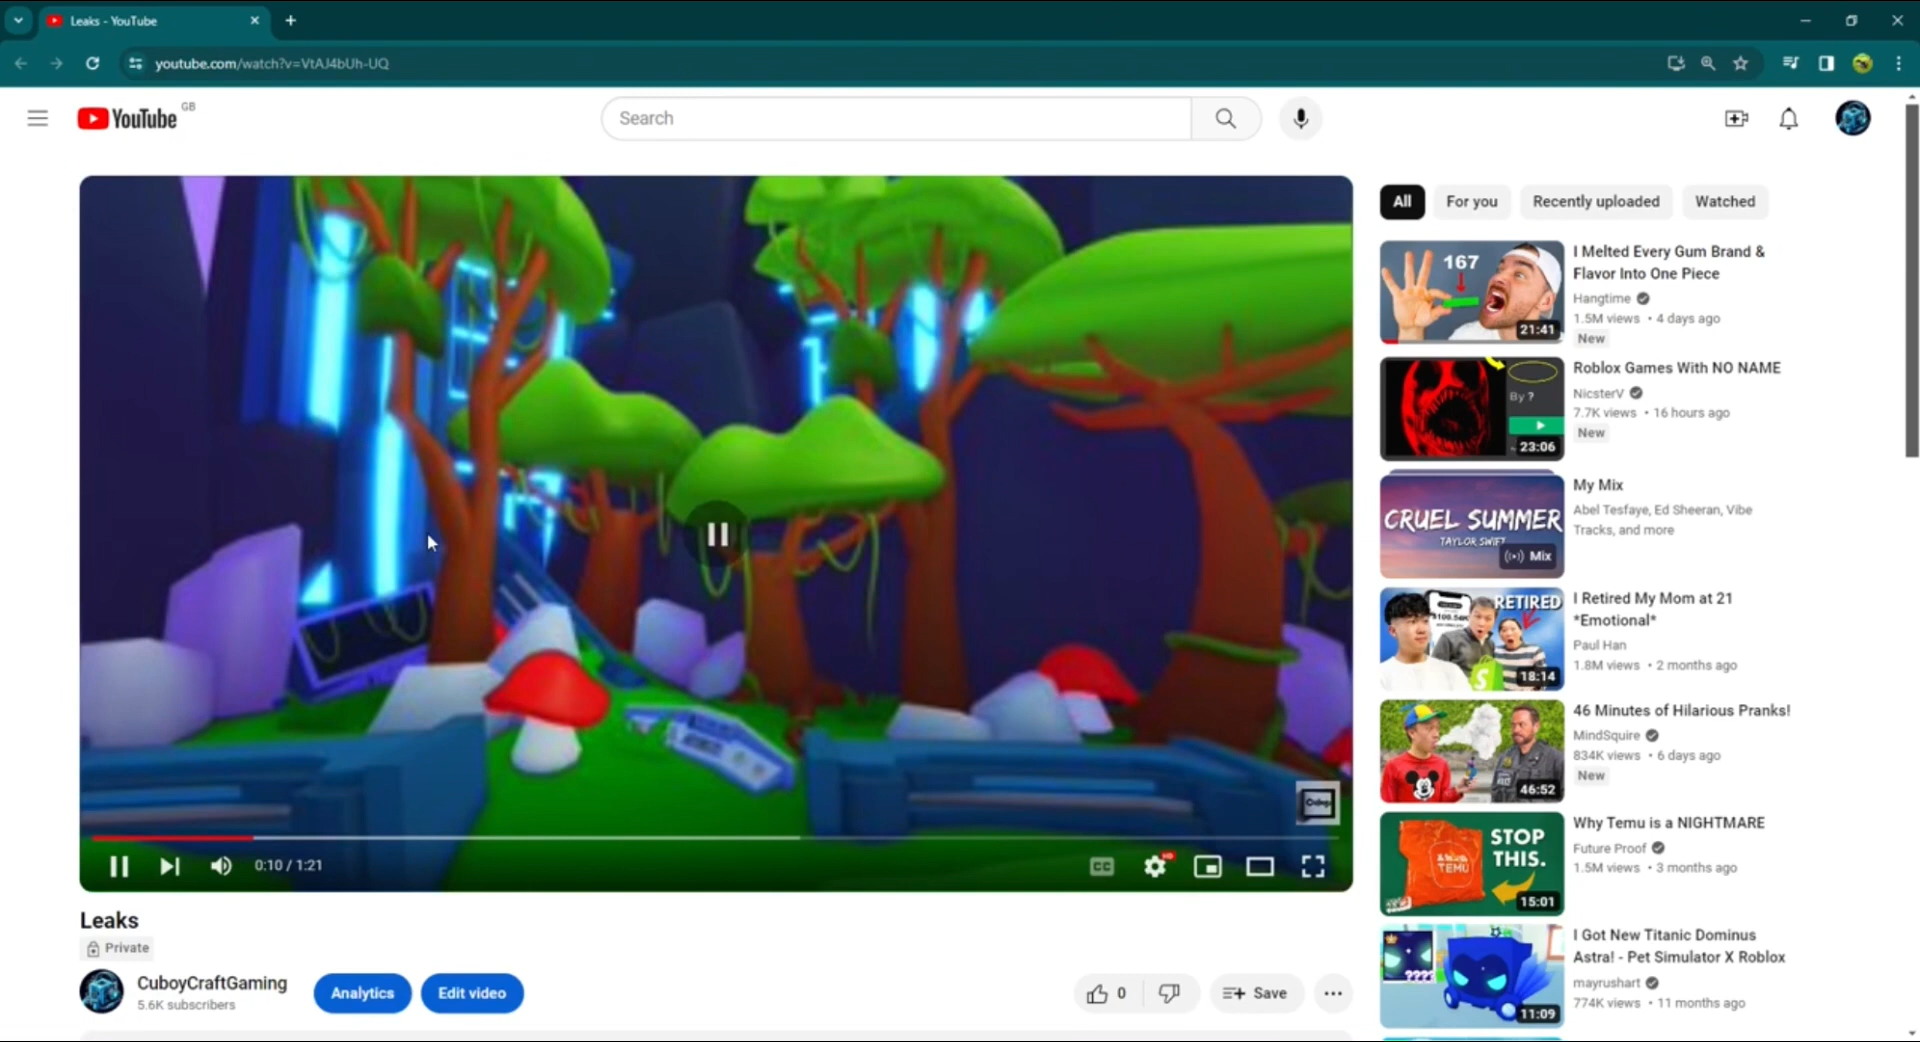 Leaks - YouTube
youtube.com/watch?v=VtAJ4bUh-UQ
YouTube GB
Search
0:10 / 1:21
CC
HD
Leaks
Private
CuboyCraftGaming
5.6K subscribers
Analytics
Edit video
0
Save
All
For you
Recently uploaded
Watched
167
21:41
I Melted Every Gum Brand &
Flavor Into One Piece
Hangtime
1.5M views • 4 days ago
New
By ?
23:06
Roblox Games With NO NAME
NicsterV
7.7K views • 16 hours ago
New
CRUEL SUMMER
TAYLOR SWIFT
Mix
My Mix
Abel Tesfaye, Ed Sheeran, Vibe
Tracks, and more
RETIRED
18:14
I Retired My Mom at 21
*Emotional*
Paul Han
1.8M views • 2 months ago
46:52
46 Minutes of Hilarious Pranks!
MindSquire
834K views • 6 days ago
New
STOP
THIS.
TEMU
15:01
Why Temu is a NIGHTMARE
Future Proof
1.5M views • 3 months ago
????
11:09
I Got New Titanic Dominus
Astra! - Pet Simulator X Roblox
mayrushart
774K views • 11 months ago